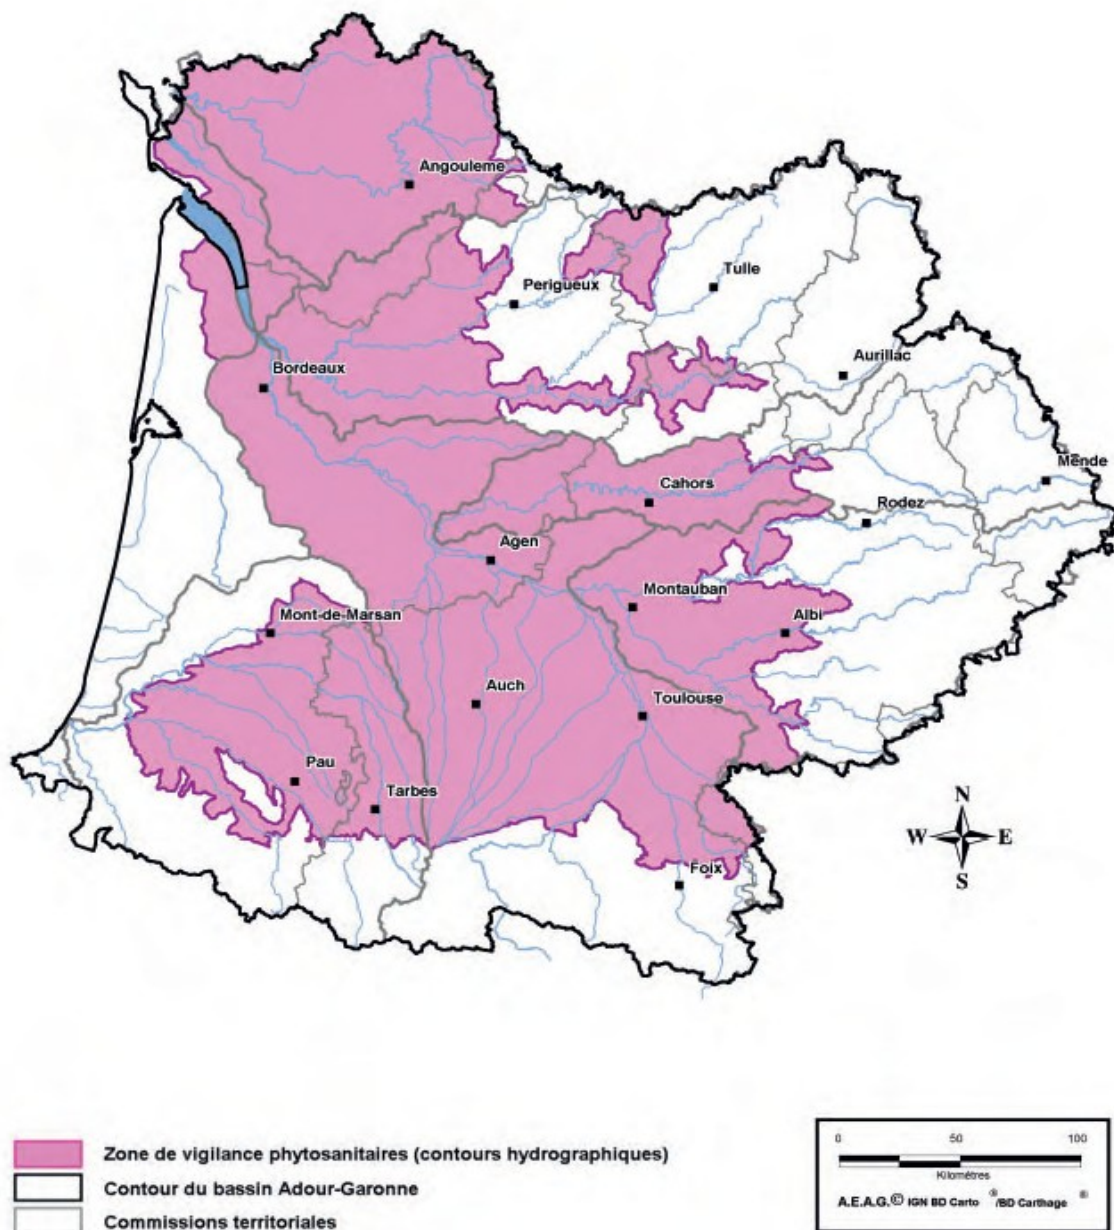 Angouleme
Perigueux
Tulle
Bordeaux
Aurillac
Cahors
Mende
Rodez
Agen
Montauban
Mont-de-Marsan
Albi
Auch
Toulouse
Pau
Tarbes
N
W E
S
Foix
Zone de vigilance phytosanitaires (contours hydrographiques)
Contour du bassin Adour-Garonne
Commissions territoriales
0 50 100
Kilométres
A.E.A.G.© IGN BD Carto ® /BD Carthage ®